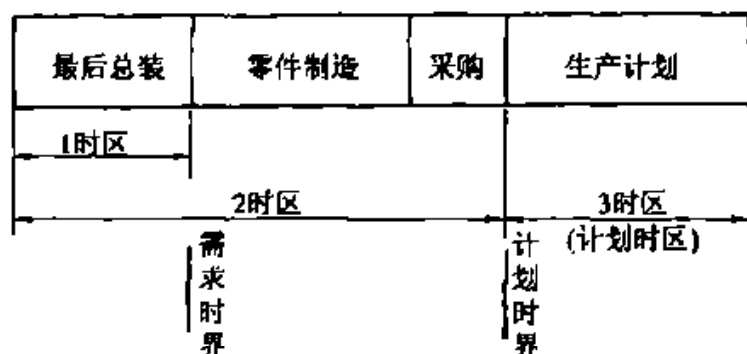 最后总装 零件制造 采购 生产计划
1时区
2时区 3时区
(计划时区)
需求时界
计划时界